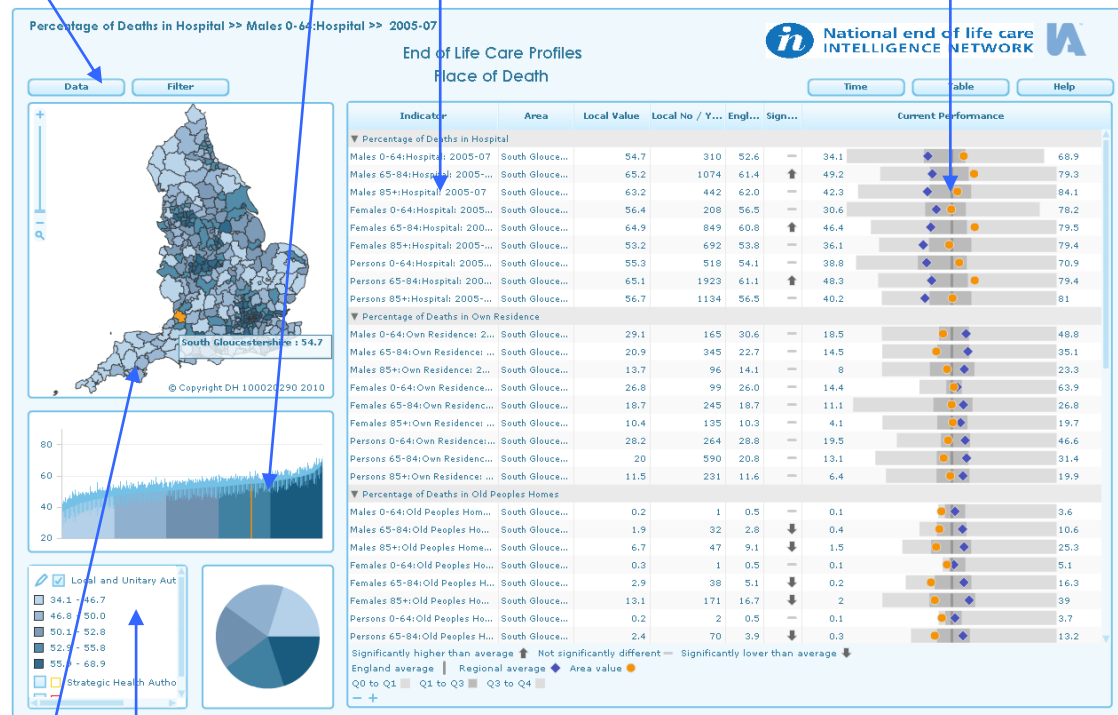 Percentage of Deaths in Hospital >> Males 0-64:Hospital >> 2005-07
End of Life Care Profiles
Place of Death
n
National end of life care
INTELLIGENCE NETWORK
Data
Filter
Time
Table
Help
+
−
South Gloucestershire : 54.7
© Copyright DH 100020290 2010
80
60
40
20
Local and Unitary Aut
34.1 - 46.7
46.8 - 50.0
50.1 - 52.8
52.9 - 55.8
55.9 - 68.9
Strategic Health Autho
Indicator Area Local Value Local No / Y... Engl... Sign... Current Performance
▼ Percentage of Deaths in Hospital
Males 0-64:Hospital: 2005-07 South Glouce... 54.7 310 52.6 34.1 68.9
Males 65-84:Hospital: 2005-... South Glouce... 65.2 1074 61.4 49.2 79.3
Males 85+:Hospital: 2005-07 South Glouce... 63.2 442 62.0 42.3 84.1
Females 0-64:Hospital: 2005... South Glouce... 56.4 208 56.5 30.6 78.2
Females 65-84:Hospital: 200... South Glouce... 64.9 849 60.8 46.4 79.5
Females 85+:Hospital: 2005-... South Glouce... 53.2 692 53.8 36.1 79.4
Persons 0-64:Hospital: 2005... South Glouce... 55.3 518 54.1 38.8 70.9
Persons 65-84:Hospital: 200... South Glouce... 65.1 1923 61.1 48.3 79.4
Persons 85+:Hospital: 2005-... South Glouce... 56.7 1134 56.5 40.2 81
▼ Percentage of Deaths in Own Residence
Males 0-64:Own Residence: 2... South Glouce... 29.1 165 30.6 18.5 48.8
Males 65-84:Own Residence: ... South Glouce... 20.9 345 22.7 14.5 35.1
Males 85+:Own Residence: 2... South Glouce... 13.7 96 14.1 8 23.3
Females 0-64:Own Residence... South Glouce... 26.8 99 26.0 14.4 63.9
Females 65-84:Own Residenc... South Glouce... 18.7 245 18.7 11.1 26.8
Females 85+:Own Residence:... South Glouce... 10.4 135 10.3 4.1 19.7
Persons 0-64:Own Residence:... South Glouce... 28.2 264 28.8 19.5 46.6
Persons 65-84:Own Residence... South Glouce... 20 590 20.8 13.1 31.4
Persons 85+:Own Residence: ... South Glouce... 11.5 231 11.6 6.4 19.9
▼ Percentage of Deaths in Old Peoples Homes
Males 0-64:Old Peoples Hom... South Glouce... 0.2 1 0.5 0.1 3.6
Males 65-84:Old Peoples Ho... South Glouce... 1.9 32 2.8 0.4 10.6
Males 85+:Old Peoples Home... South Glouce... 6.7 47 9.1 1.5 25.3
Females 0-64:Old Peoples H... South Glouce... 0.3 1 0.5 0.1 5.1
Females 65-84:Old Peoples H... South Glouce... 2.9 38 5.1 0.2 16.3
Females 85+:Old Peoples Ho... South Glouce... 13.1 171 16.7 2 39
Persons 0-64:Old Peoples Ho... South Glouce... 0.2 2 0.5 0.1 3.7
Persons 65-84:Old Peoples H... South Glouce... 2.4 70 3.9 0.3 13.2
Significantly higher than average Not significantly different Significantly lower than average
England average Regional average Area value
Q0 to Q1 Q1 to Q3 Q3 to Q4
− +